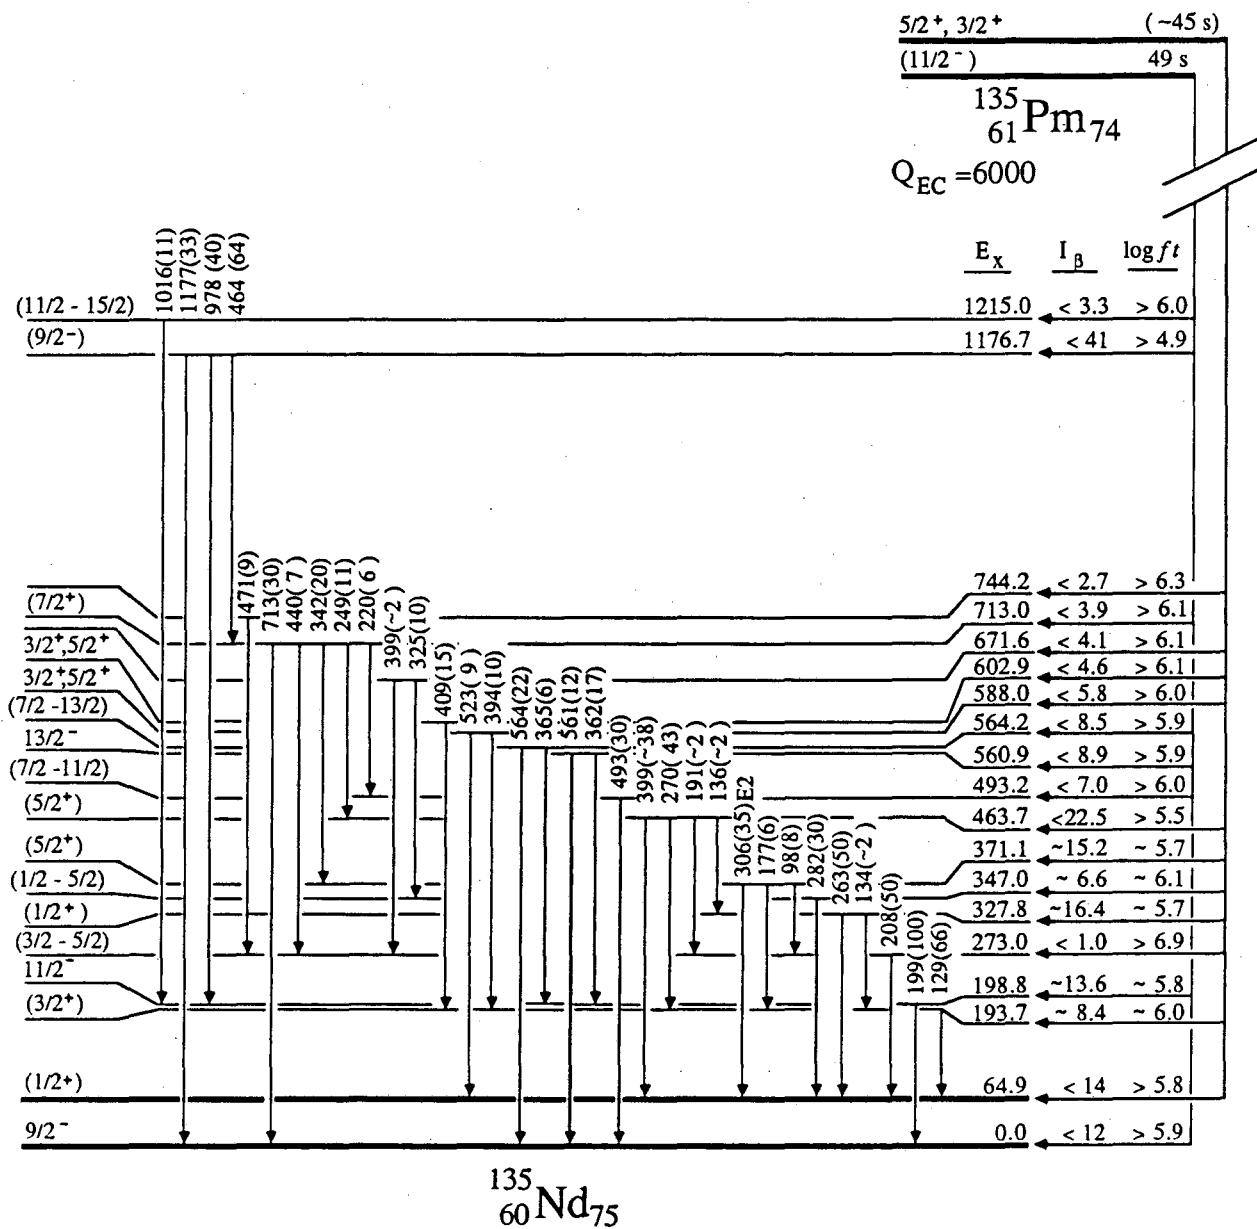 5/2⁺, 3/2⁺ (~45 s)
(11/2⁻) 49 s
¹³⁵₆₁Pm₇₄
Q_EC =6000
E_x I_β log ft
1016(11)
1177(33)
978 (40)
464 (64)
(11/2 - 15/2) 1215.0 < 3.3 > 6.0
(9/2⁻) 1176.7 < 41 > 4.9
471(9)
713(30)
440( 7 )
342(20)
249(11)
220( 6 )
399(~2 )
325(10)
409(15)
523( 9 )
394(10)
564(22)
365(6)
561(12)
362(17)
493(30)
399(~38)
270( 43)
191(~2 )
136(~2 )
306(35)E2
177(6)
98(8)
282(30)
263(50)
134(~2 )
208(50)
199(100)
129(66)
744.2 < 2.7 > 6.3
(7/2⁺) 713.0 < 3.9 > 6.1
671.6 < 4.1 > 6.1
3/2⁺,5/2⁺ 602.9 < 4.6 > 6.1
3/2⁺,5/2⁺ 588.0 < 5.8 > 6.0
(7/2 -13/2) 564.2 < 8.5 > 5.9
13/2⁻ 560.9 < 8.9 > 5.9
(7/2 -11/2) 493.2 < 7.0 > 6.0
(5/2⁺) 463.7 <22.5 > 5.5
(5/2⁺) 371.1 ~15.2 ~ 5.7
(1/2 - 5/2) 347.0 ~ 6.6 ~ 6.1
(1/2⁺) 327.8 ~16.4 ~ 5.7
(3/2 - 5/2) 273.0 < 1.0 > 6.9
11/2⁻ 198.8 ~13.6 ~ 5.8
(3/2⁺) 193.7 ~ 8.4 ~ 6.0
(1/2⁺) 64.9 < 14 > 5.8
9/2⁻ 0.0 < 12 > 5.9
¹³⁵₆₀Nd₇₅